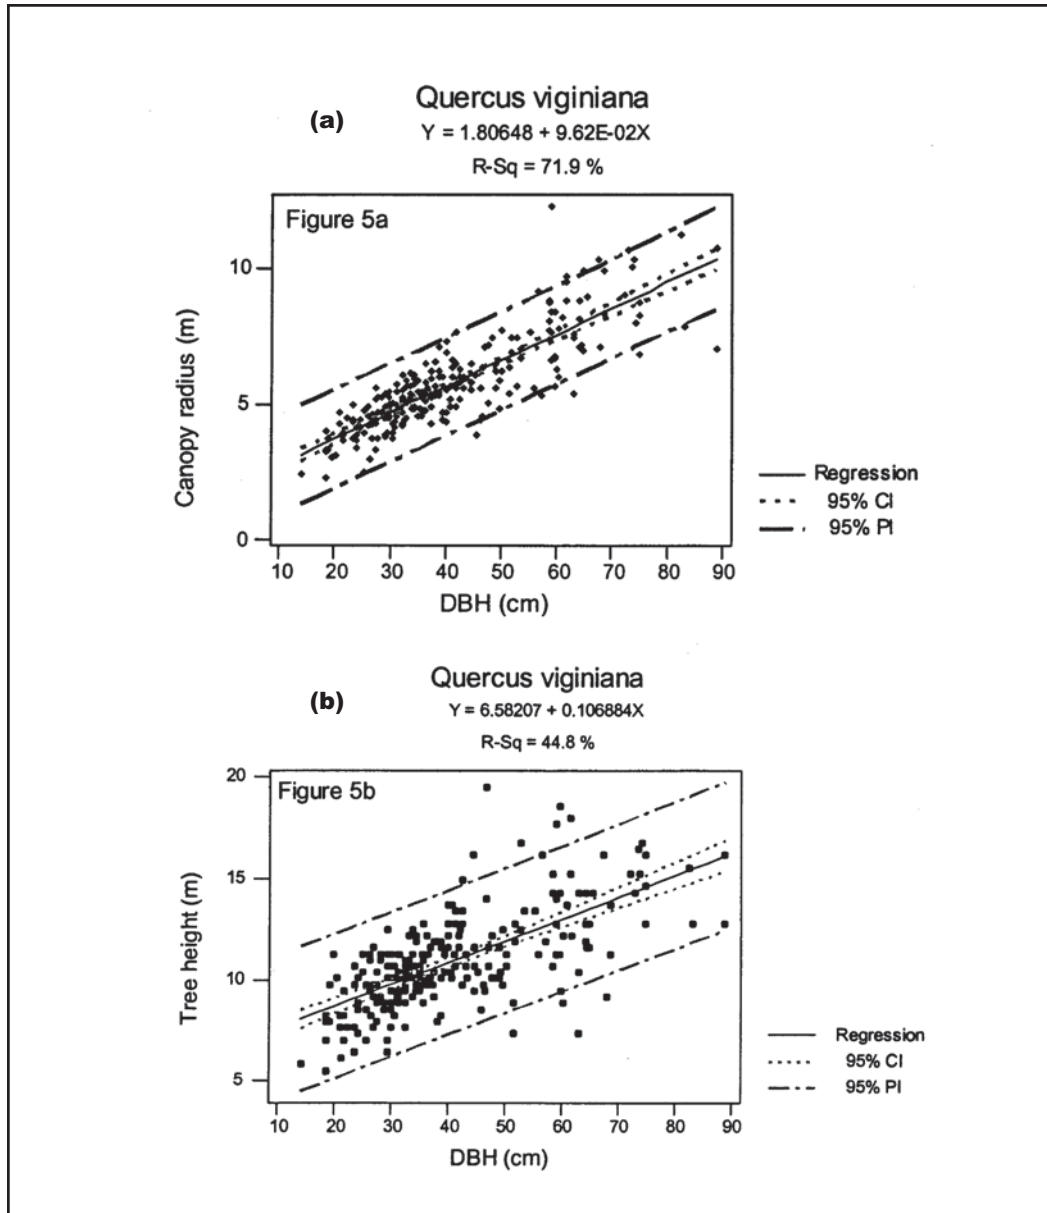 Quercus viginiana
(a)
Y = 1.80648 + 9.62E-02X
R-Sq = 71.9 %
Figure 5a
10
5
0
Canopy radius (m)
10 20 30 40 50 60 70 80 90
DBH (cm)
Regression
95% CI
95% PI
Quercus viginiana
(b)
Y = 6.58207 + 0.106884X
R-Sq = 44.8 %
Figure 5b
20
15
10
5
Tree height (m)
10 20 30 40 50 60 70 80 90
DBH (cm)
Regression
95% CI
95% PI